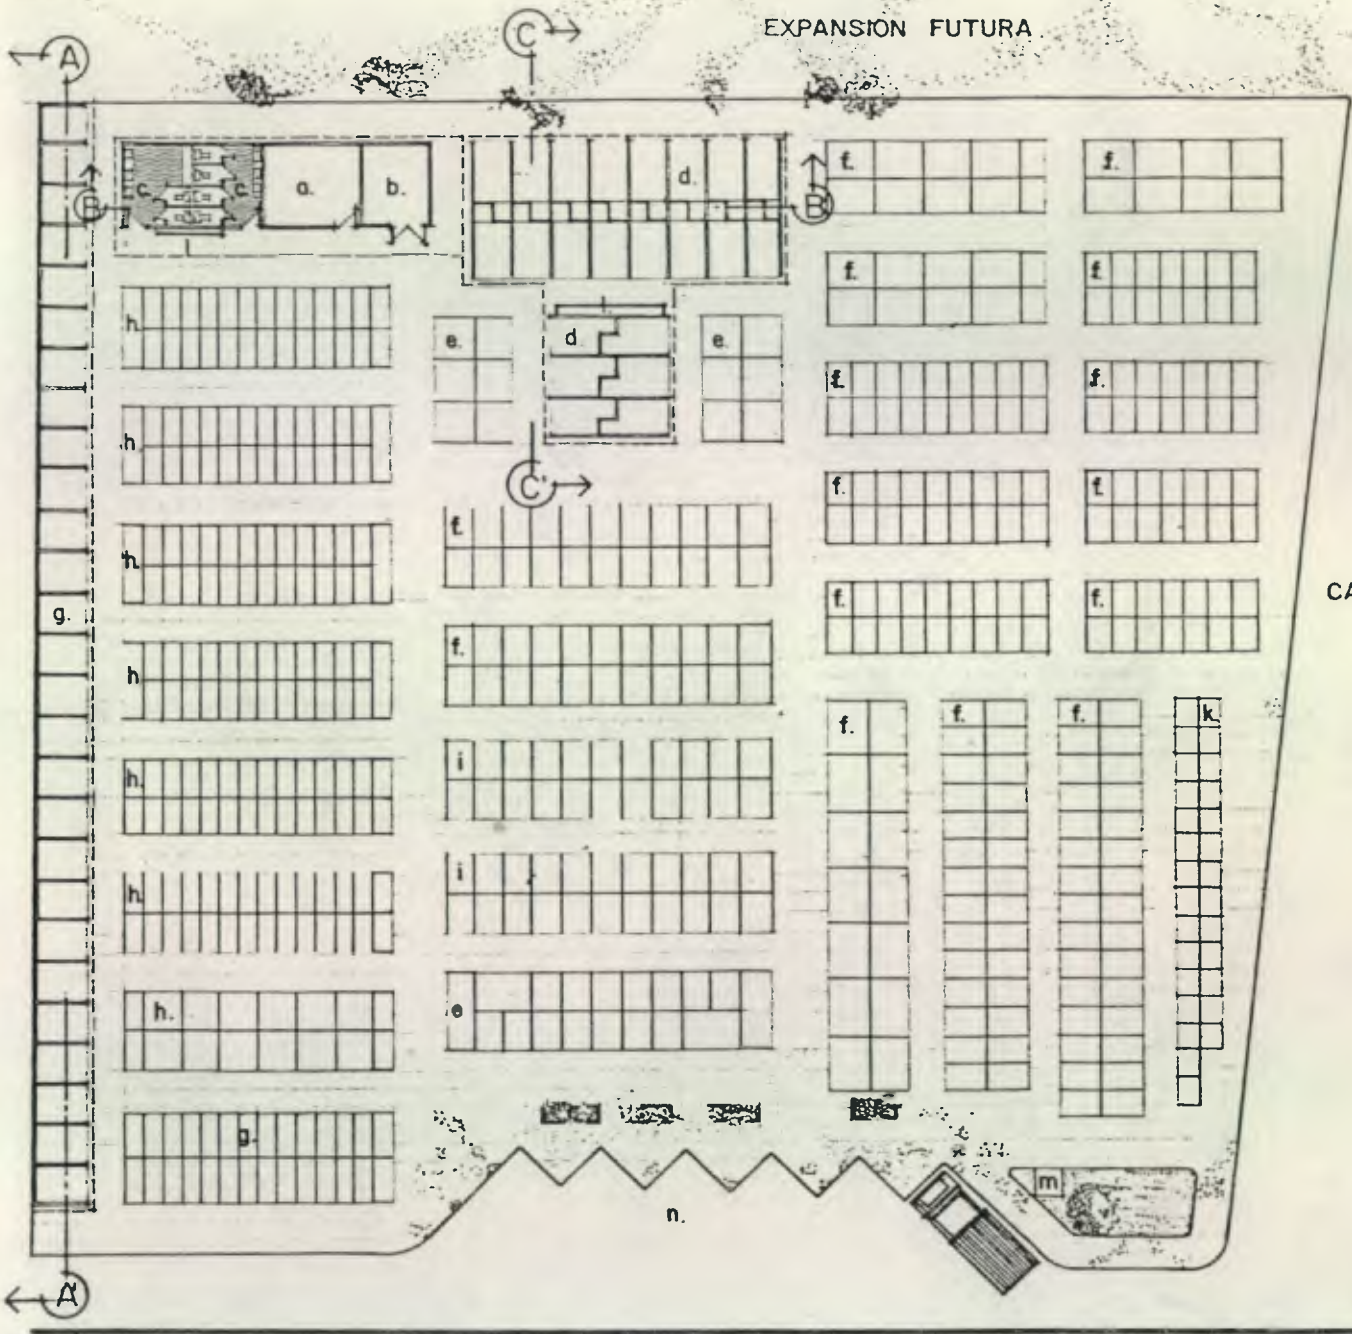 EXPANSION FUTURA
A
C
c. c. a. b. d. f. f.
B B'
f. f.
h. e. d. e.
h. f. f.
C'
h. f. f. f.
g. f. f. CA
h f.
f. f. f. k.
h. i
h. i
h. e
g. m
n.
A'